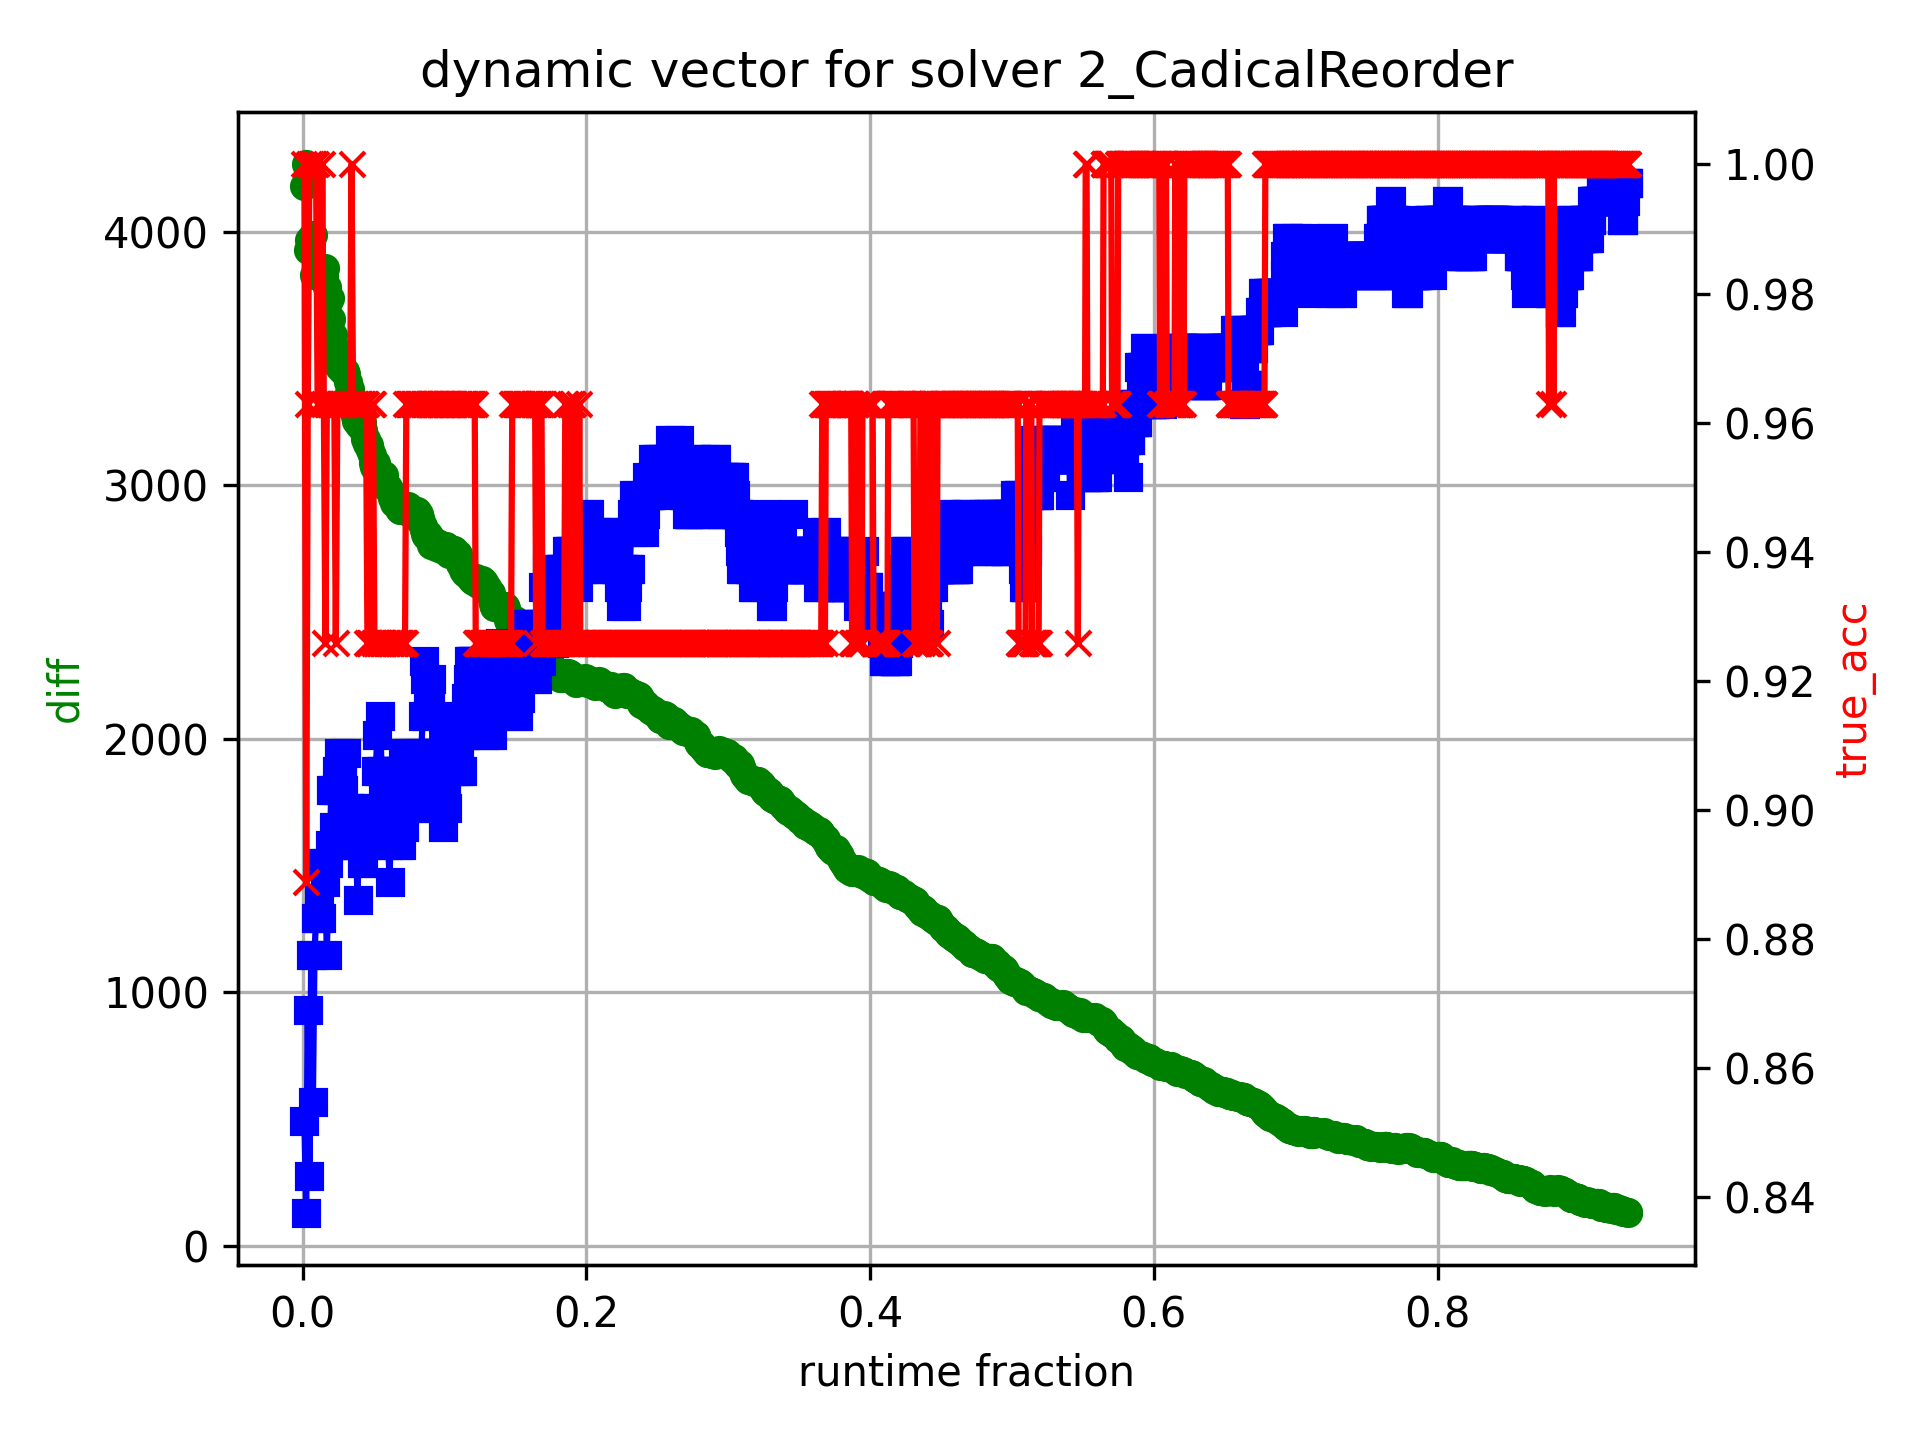 dynamic vector for solver 2_CadicalReorder
4000
3000
2000
1000
0
diff
1.00
0.98
0.96
0.94
0.92
0.90
0.88
0.86
0.84
true_acc
0.0 0.2 0.4 0.6 0.8
runtime fraction